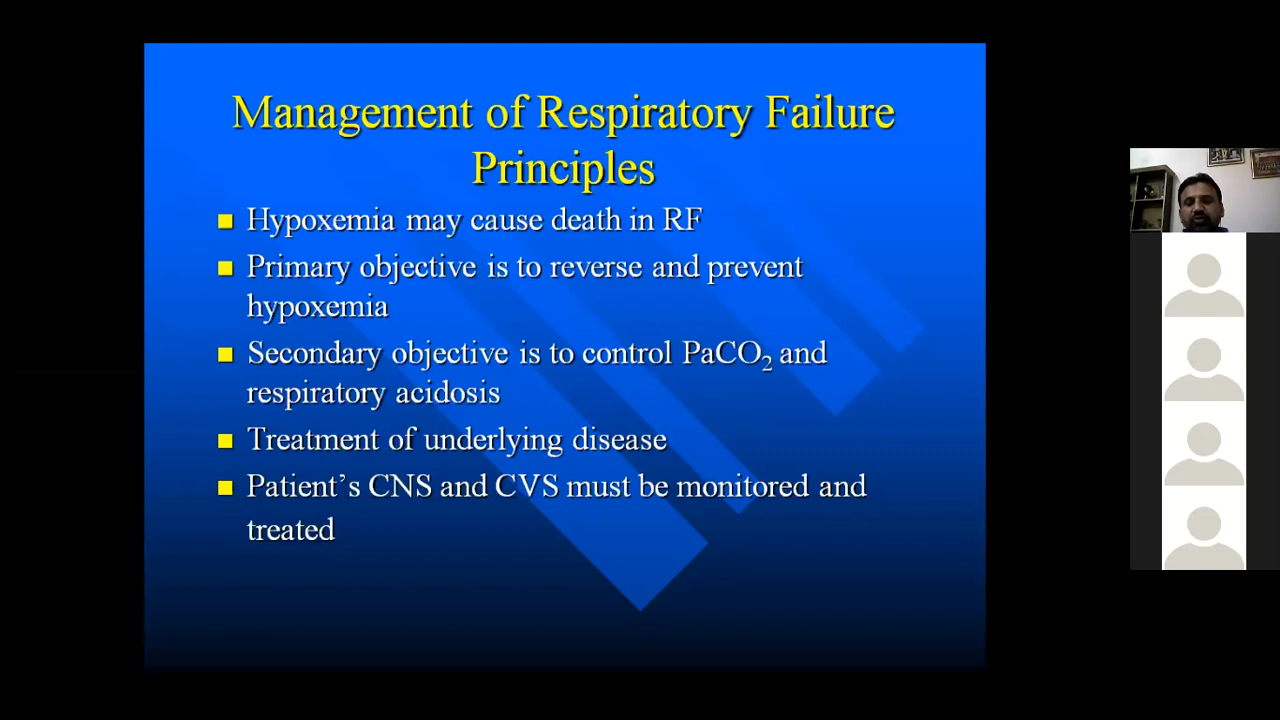 Management of Respiratory Failure
Principles
Hypoxemia may cause death in RF
Primary objective is to reverse and prevent
hypoxemia
Secondary objective is to control PaCO₂ and
respiratory acidosis
Treatment of underlying disease
Patient’s CNS and CVS must be monitored and
treated